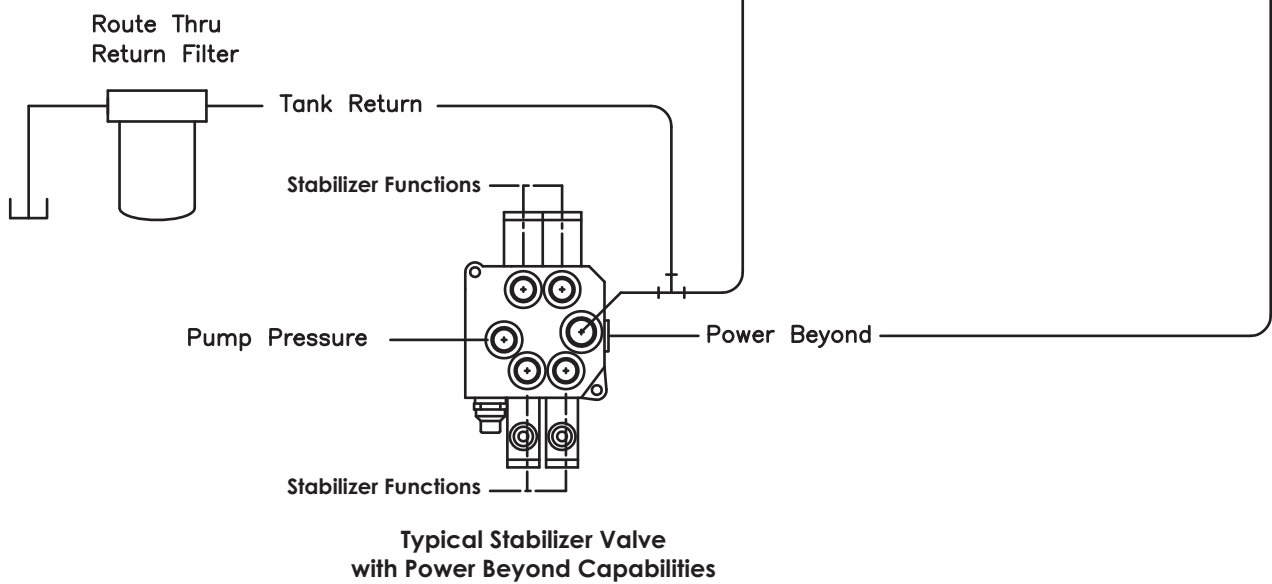 Route Thru
Return Filter
Tank Return
Stabilizer Functions
Pump Pressure
Power Beyond
Stabilizer Functions
Typical Stabilizer Valve
with Power Beyond Capabilities